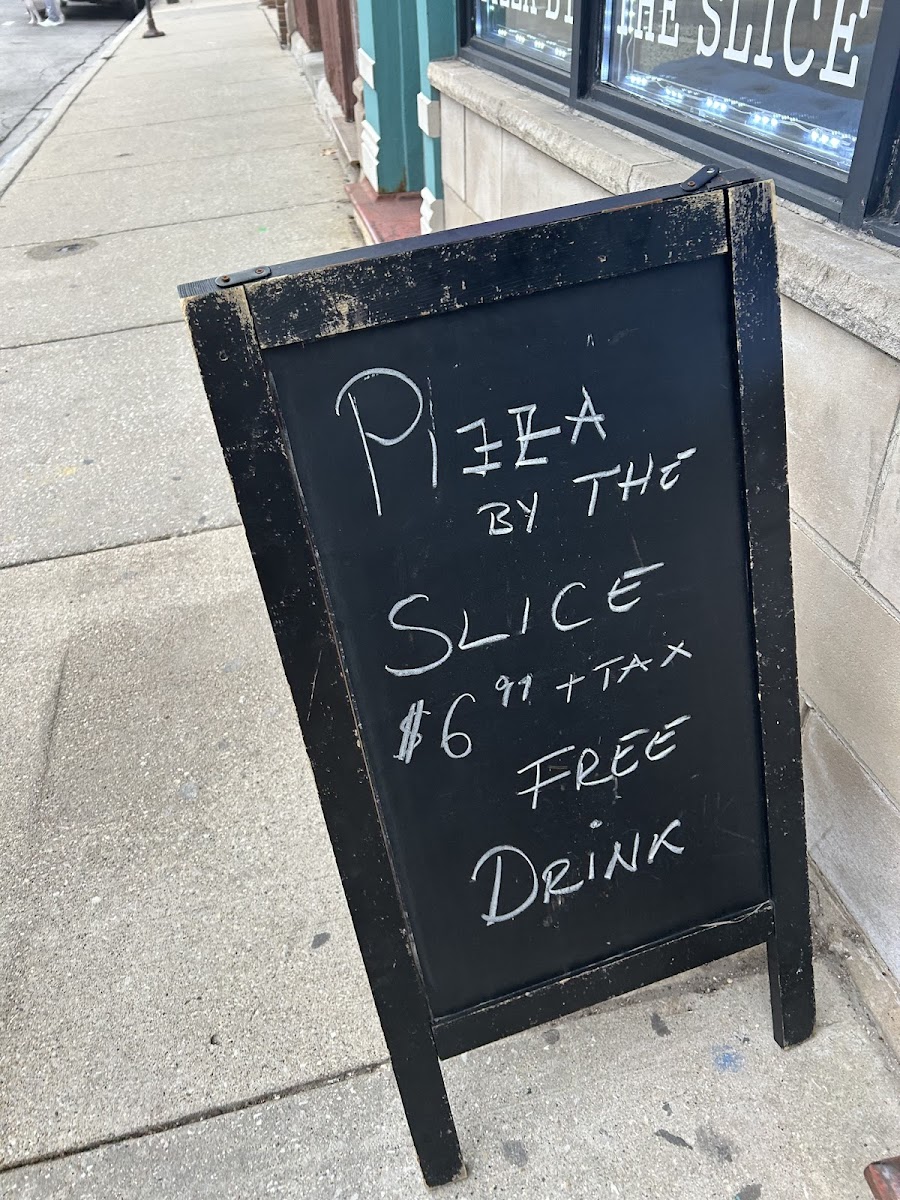 THE SLICE
PIZZA
BY THE
SLICE
$6.99 + TAX
FREE
DRINK